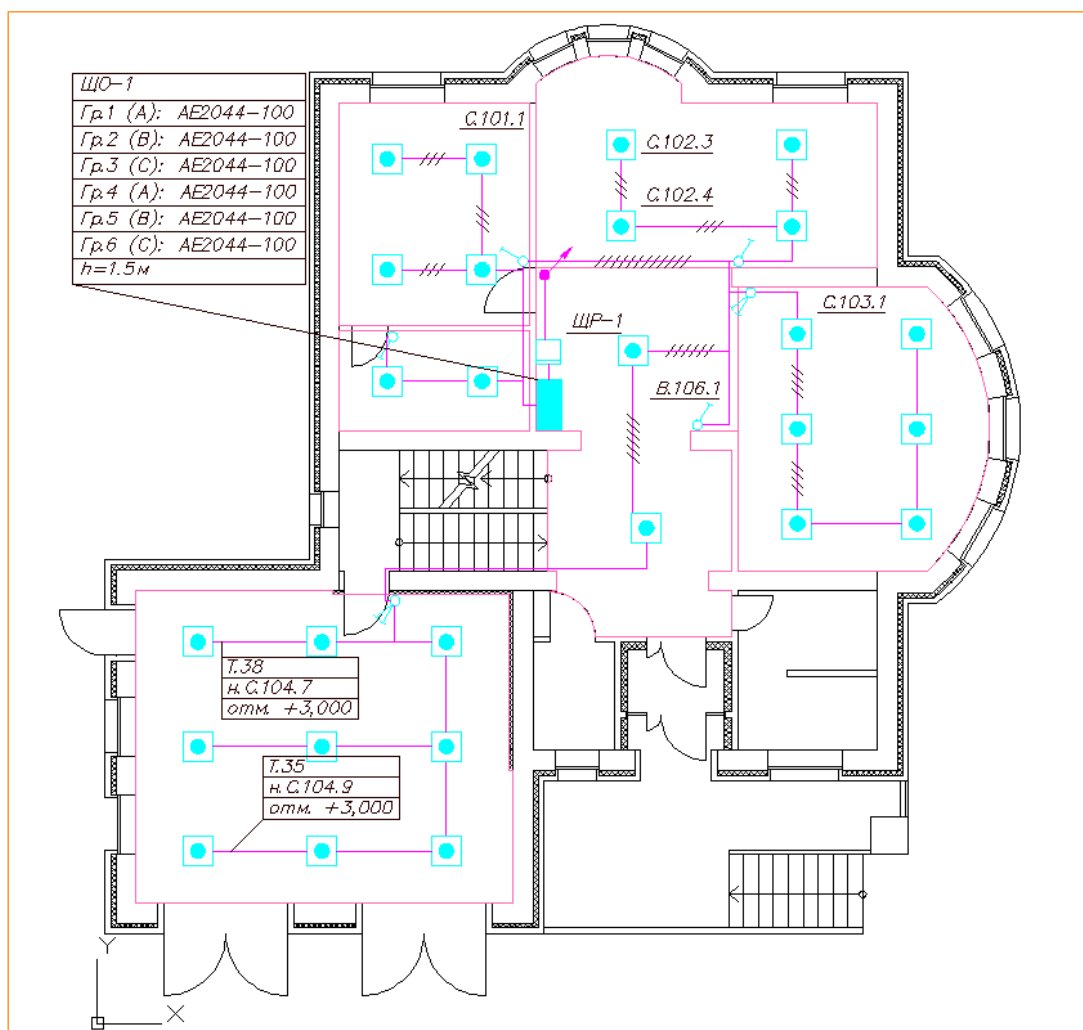 ЩО-1
Гр.1 (А): АЕ2044-100
Гр.2 (В): АЕ2044-100
Гр.3 (С): АЕ2044-100
Гр.4 (А): АЕ2044-100
Гр.5 (В): АЕ2044-100
Гр.6 (С): АЕ2044-100
h=1.5м
С.101.1
С.102.3
С.102.4
С.103.1
ЩР-1
В.106.1
Т.38
н. С.104.7
отм. +3,000
Т.35
н. С.104.9
отм. +3,000
Y
X